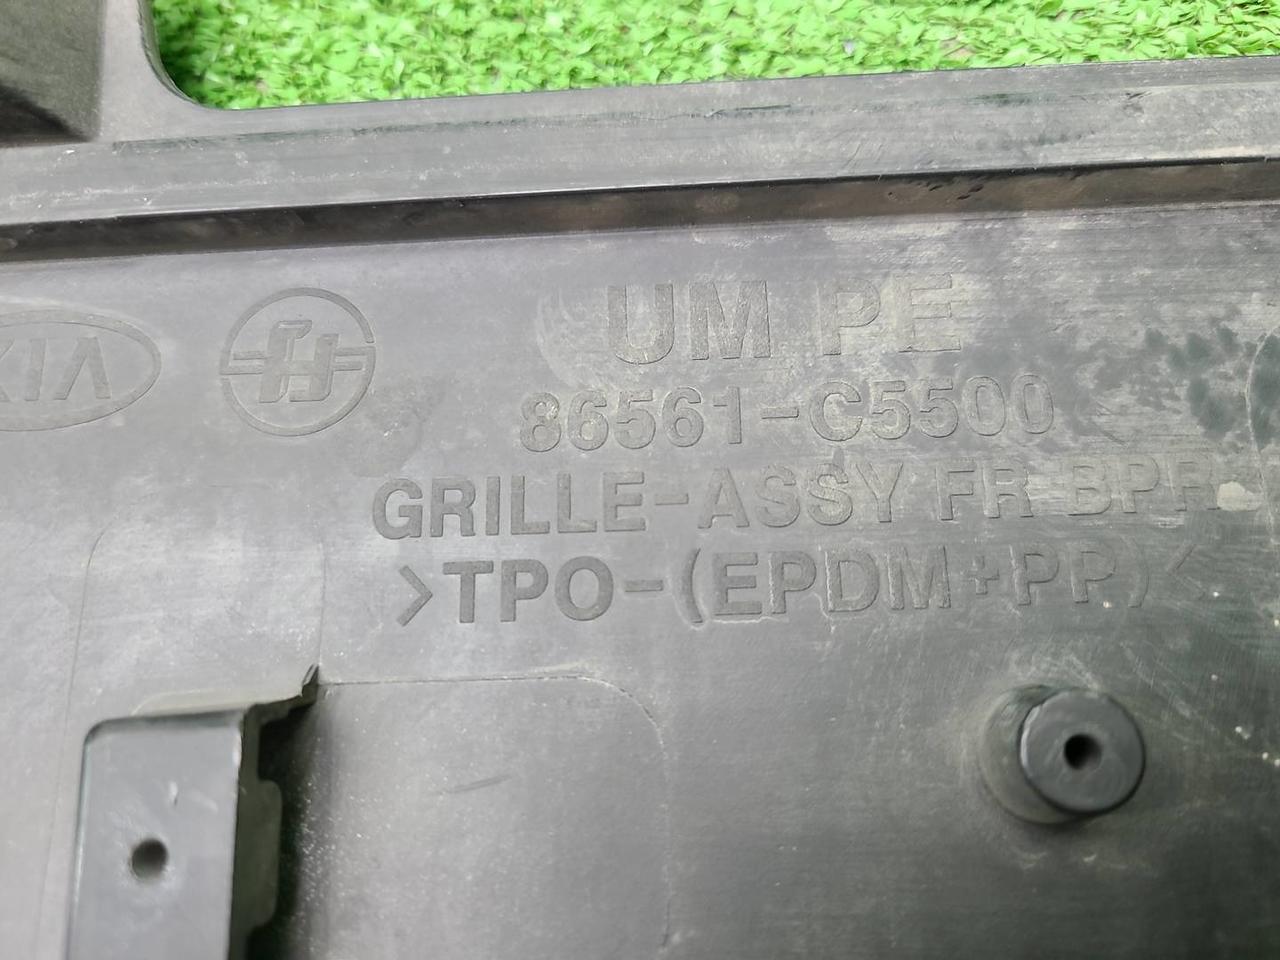 KIA
UM PE
86561-C5500
GRILLE-ASSY FR BPR
>TPO-(EPDM+PP)<